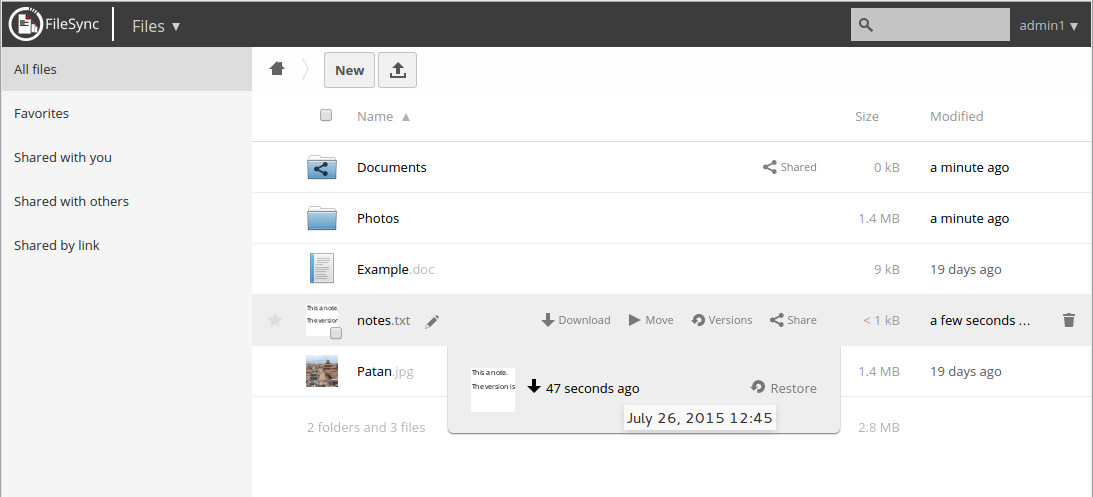 FileSync Files ▾ admin1 ▾
All files
Favorites
Shared with you
Shared with others
Shared by link
New
Name ▲ Size Modified
Documents Shared 0 kB a minute ago
Photos 1.4 MB a minute ago
Example.doc 9 kB 19 days ago
This a note.
The version
notes.txt Download Move Versions Share < 1 kB a few seconds ...
Patan.jpg 1.4 MB 19 days ago
This a note.
The version is
47 seconds ago Restore
July 26, 2015 12:45
2 folders and 3 files 2.8 MB